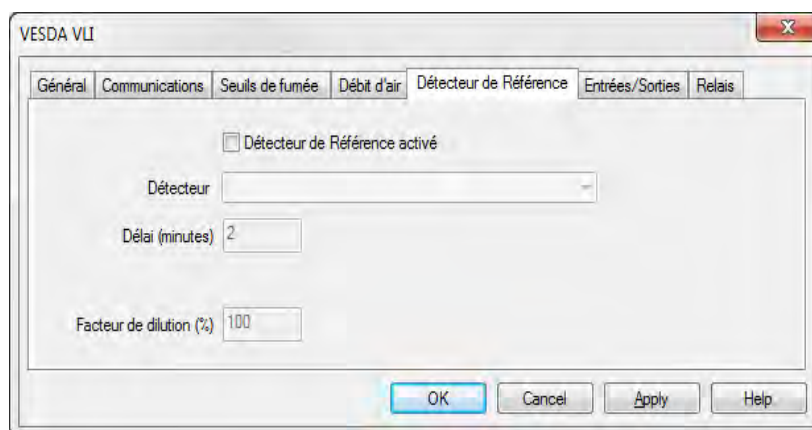 VESDA VLI
Général Communications Seuils de fumée Débit d'air Détecteur de Référence Entrées/Sorties Relais
Détecteur de Référence activé
Détecteur
Délai (minutes) 2
Facteur de dilution (%) 100
OK Cancel Apply Help